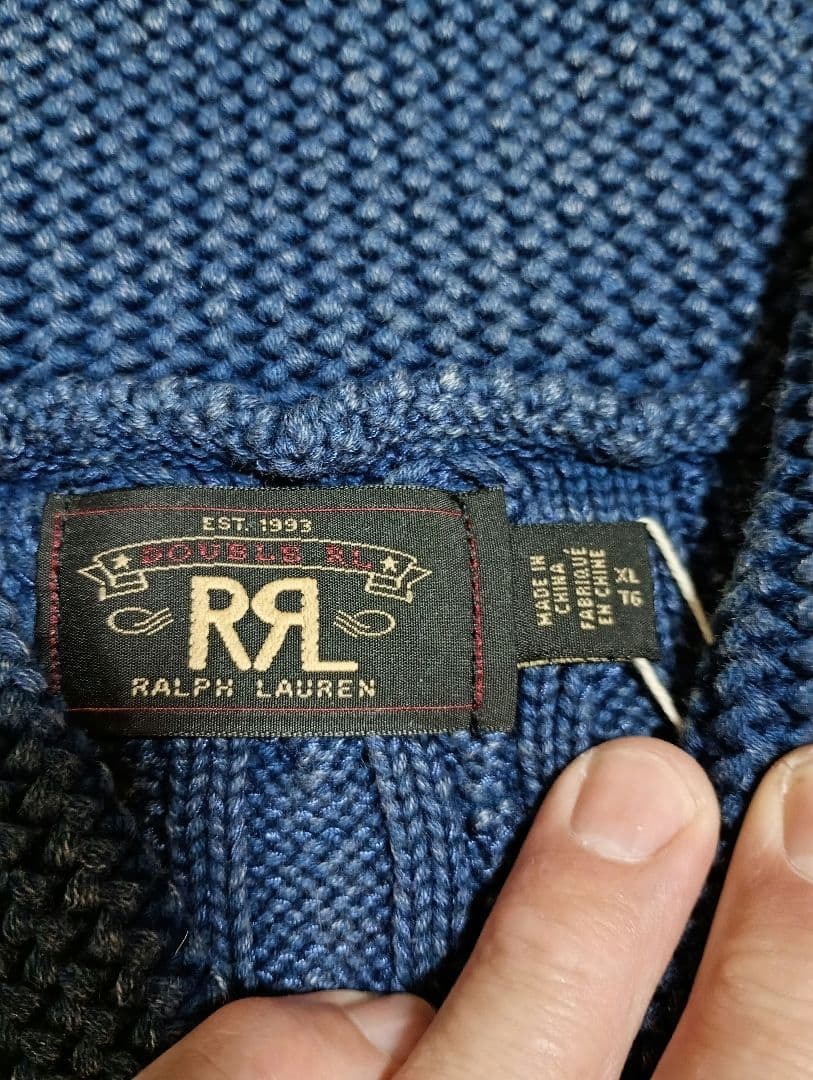 EST. 1993
DOUBLE RL
RRL
RALPH LAUREN
MADE IN
CHINA
FABRIQUÉ
EN CHINE
XL
TG